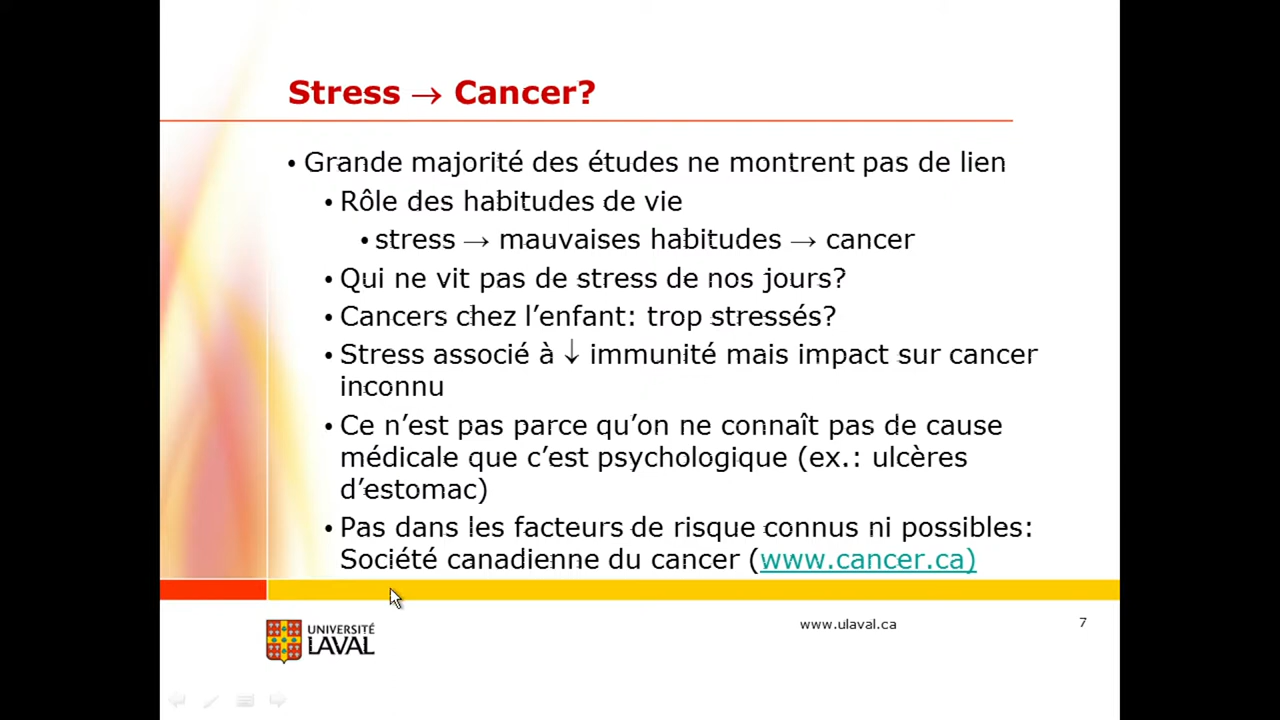 Stress → Cancer?
• Grande majorité des études ne montrent pas de lien
• Rôle des habitudes de vie
• stress → mauvaises habitudes → cancer
• Qui ne vit pas de stress de nos jours?
• Cancers chez l’enfant: trop stressés?
• Stress associé à ↓ immunité mais impact sur cancer
inconnu
• Ce n’est pas parce qu’on ne connaît pas de cause
médicale que c’est psychologique (ex.: ulcères
d’estomac)
• Pas dans les facteurs de risque connus ni possibles:
Société canadienne du cancer (www.cancer.ca)
UNIVERSITÉ
LAVAL
www.ulaval.ca
7